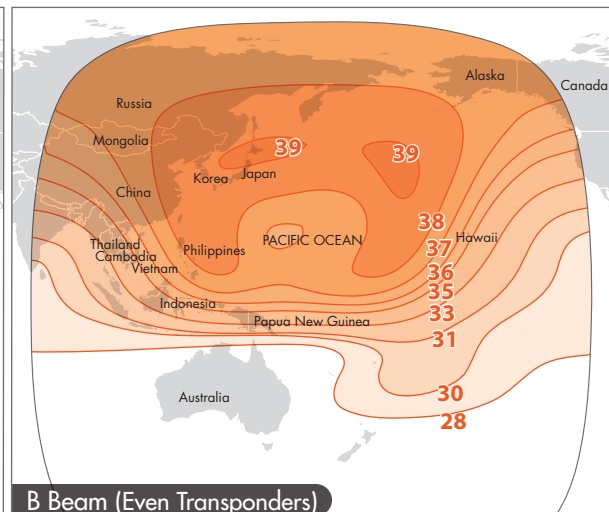 Alaska
Canada
Russia
Mongolia
39
39
Korea
Japan
China
38
Hawaii
Thailand
Cambodia
Vietnam
Philippines
PACIFIC OCEAN
37
36
35
Indonesia
33
Papua New Guinea
31
30
Australia
28
B Beam (Even Transponders)